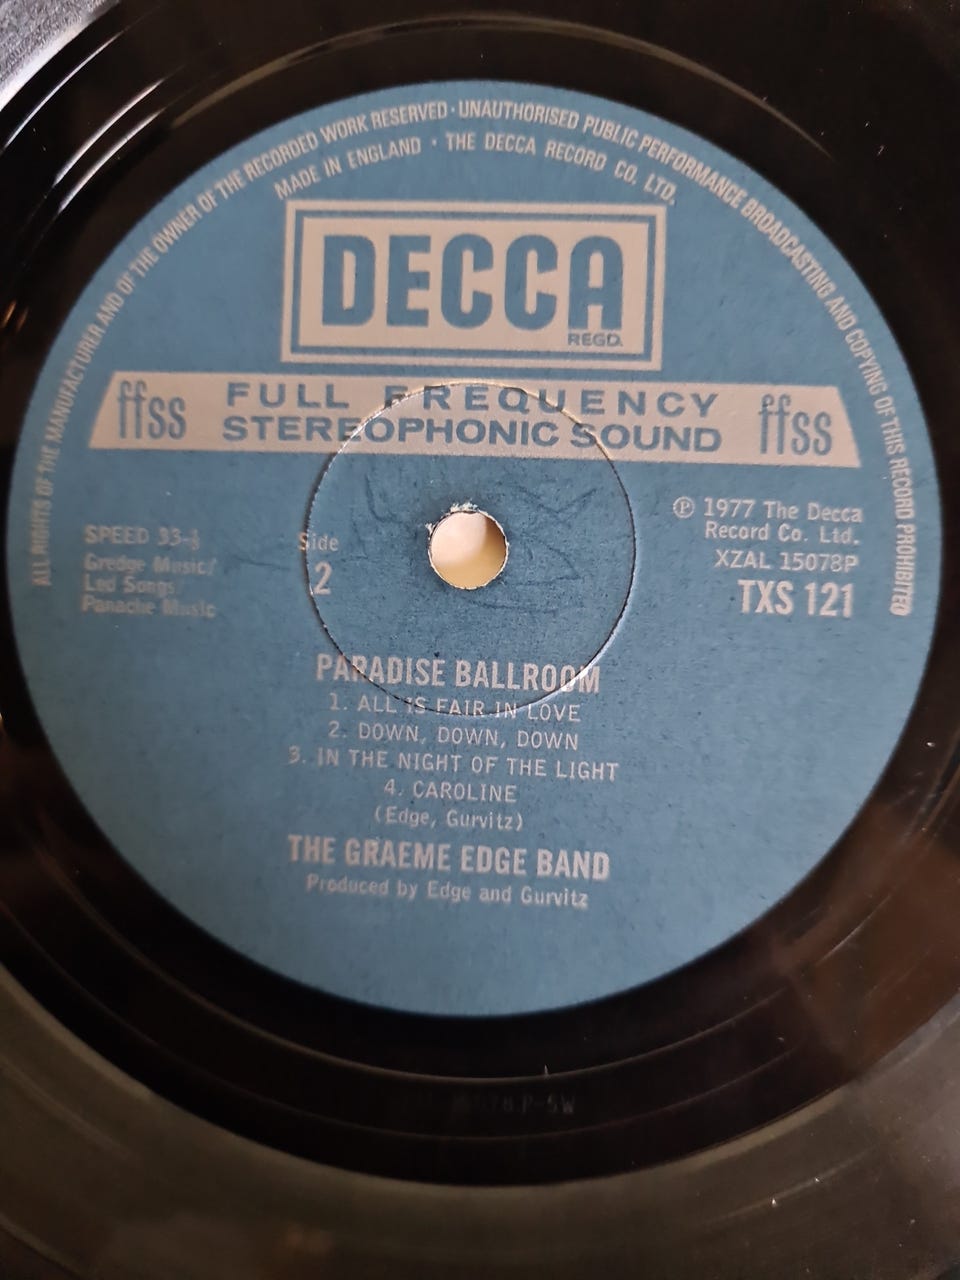 ALL RIGHTS OF THE MANUFACTURER AND OF THE OWNER OF THE RECORDED WORK RESERVED · UNAUTHORISED PUBLIC PERFORMANCE BROADCASTING AND COPYING OF THIS RECORD PROHIBITED
MADE IN ENGLAND · THE DECCA RECORD CO. LTD.
DECCA
REGD.
ffss FULL FREQUENCY STEREOPHONIC SOUND ffss
SPEED 33-⅓
Gredge Music/
Led Songs
Panache Music
Side
2
℗ 1977 The Decca
Record Co. Ltd.
XZAL 15078P
TXS 121
PARADISE BALLROOM
1. ALL IS FAIR IN LOVE
2. DOWN, DOWN, DOWN
3. IN THE NIGHT OF THE LIGHT
4. CAROLINE
(Edge, Gurvitz)
THE GRAEME EDGE BAND
Produced by Edge and Gurvitz